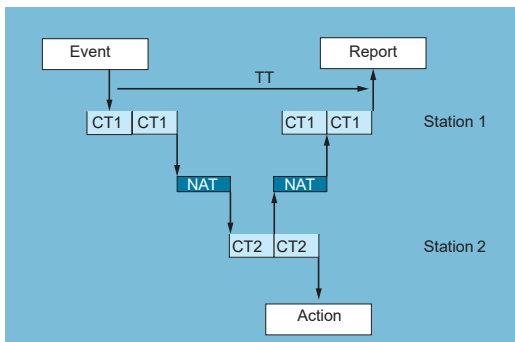 Event
Report
TT
CT1 CT1
CT1 CT1
Station 1
NAT
NAT
CT2 CT2
Station 2
Action